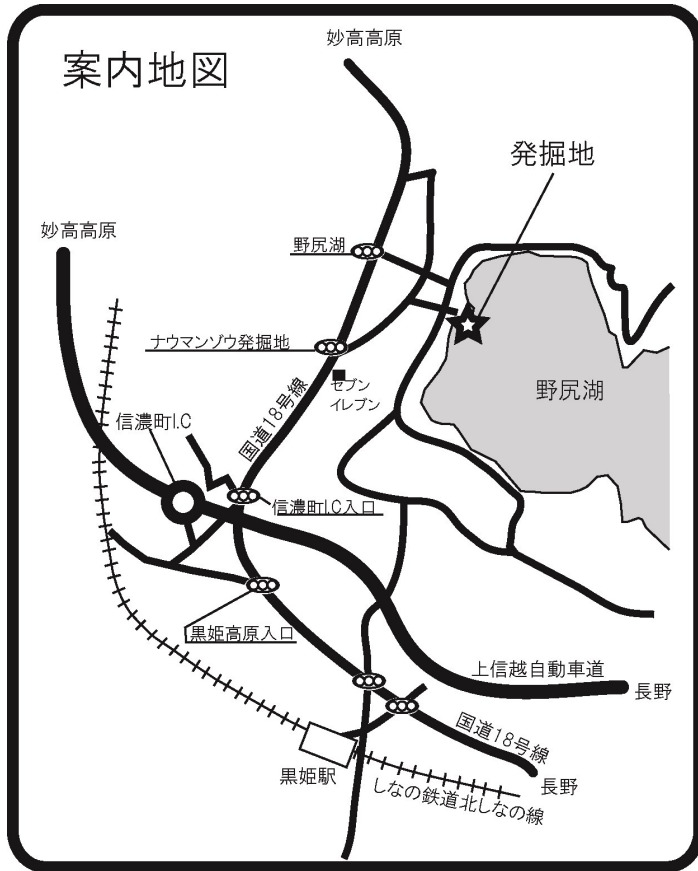 案内地図
妙高高原
発掘地
妙高高原
野尻湖
ナウマンゾウ発掘地
セブン
イレブン
野尻湖
国道18号線
信濃町I.C
信濃町I.C入口
黒姫高原入口
上信越自動車道
長野
国道18号線
黒姫駅
長野
しなの鉄道北しなの線